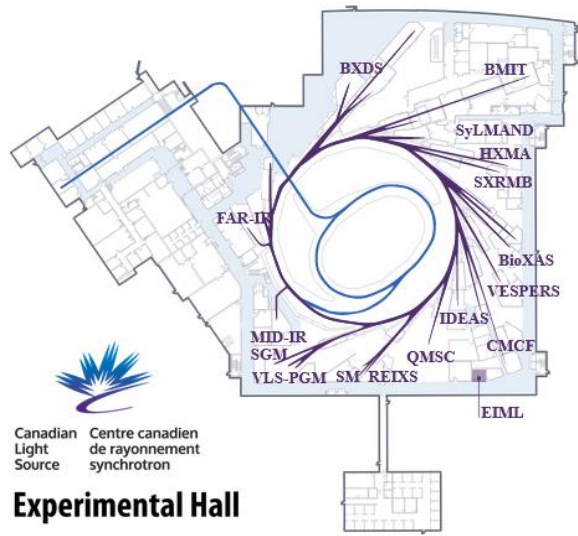 BXDS
BMIT
SyLMAND
HXMA
SXRMB
FAR-IR
BioXAS
VESPERS
IDEAS
MID-IR
CMCF
SGM
QMSC
VLS-PGM
SM REIXS
EIML
Canadian
Light
Source
Centre canadien
de rayonnement
synchrotron
Experimental Hall